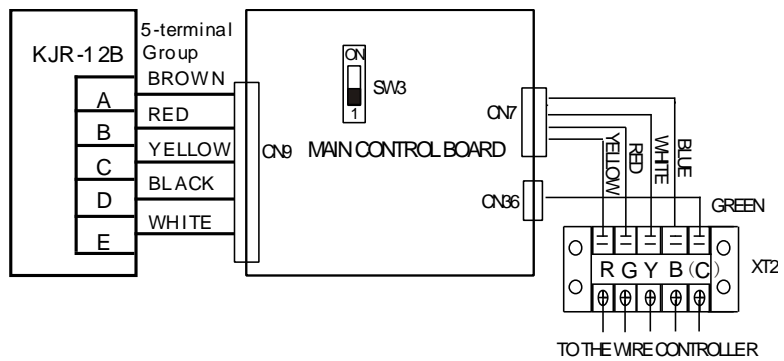 5-terminal
Group
KJR-12B
BROWN
A
RED
B
YELLOW
C
BLACK
D
WHITE
E
CN9
ON
1
SW3
MAIN CONTROL BOARD
CN7
CN36
YELLOW
RED
WHITE
BLUE
GREEN
R G Y B (C)
XT2
TO THE WIRE CONTROLLER